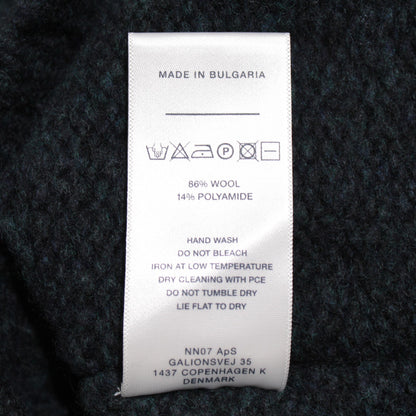 MADE IN BULGARIA
P
86% WOOL
14% POLYAMIDE
HAND WASH
DO NOT BLEACH
IRON AT LOW TEMPERATURE
DRY CLEANING WITH PCE
DO NOT TUMBLE DRY
LIE FLAT TO DRY
NN07 ApS
GALIONSVEJ 35
1437 COPENHAGEN K
DENMARK